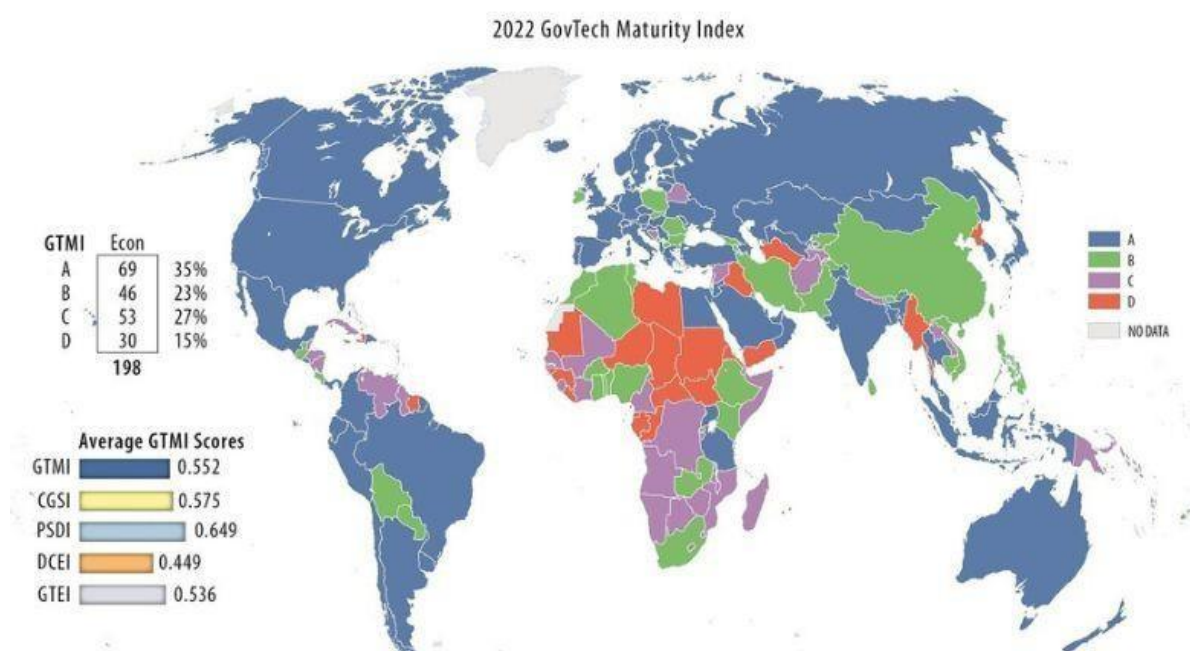 2022 GovTech Maturity Index
GTMI Econ
A 69 35%
B 46 23%
C 53 27%
D 30 15%
198
Average GTMI Scores
GTMI 0.552
CGSI 0.575
PSDI 0.649
DCEI 0.449
GTEI 0.536
A
B
C
D
NO DATA